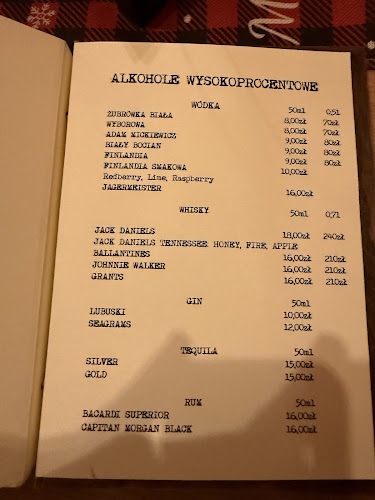 ALKOHOLE WYSOKOPROCENTOWE
WÓDKA 50ml 0,5l
ŻUBRÓWKA BIAŁA 8,00zł 70zł
WYBOROWA 8,00zł 70zł
ADAM MICKIEWICZ 9,00zł 80zł
BIAŁY BOCIAN 9,00zł 80zł
FINLANDIA 9,00zł 80zł
FINLANDIA SMAKOWA 10,00zł
Redberry, Lime, Raspberry
JAGERMEISTER 16,00zł
WHISKY 50ml 0,7l
JACK DANIELS 18,00zł 240zł
JACK DANIELS TENNESSEE HONEY, FIRE, APPLE
BALLANTINES 16,00zł 210zł
JOHNNIE WALKER 16,00zł 210zł
GRANTS 16,00zł 210zł
GIN 50ml
LUBUSKI 10,00zł
SEAGRAMS 12,00zł
TEQUILA 50ml
SILVER 15,00zł
GOLD 15,00zł
RUM 50ml
BACARDI SUPERIOR 16,00zł
CAPITAN MORGAN BLACK 16,00zł